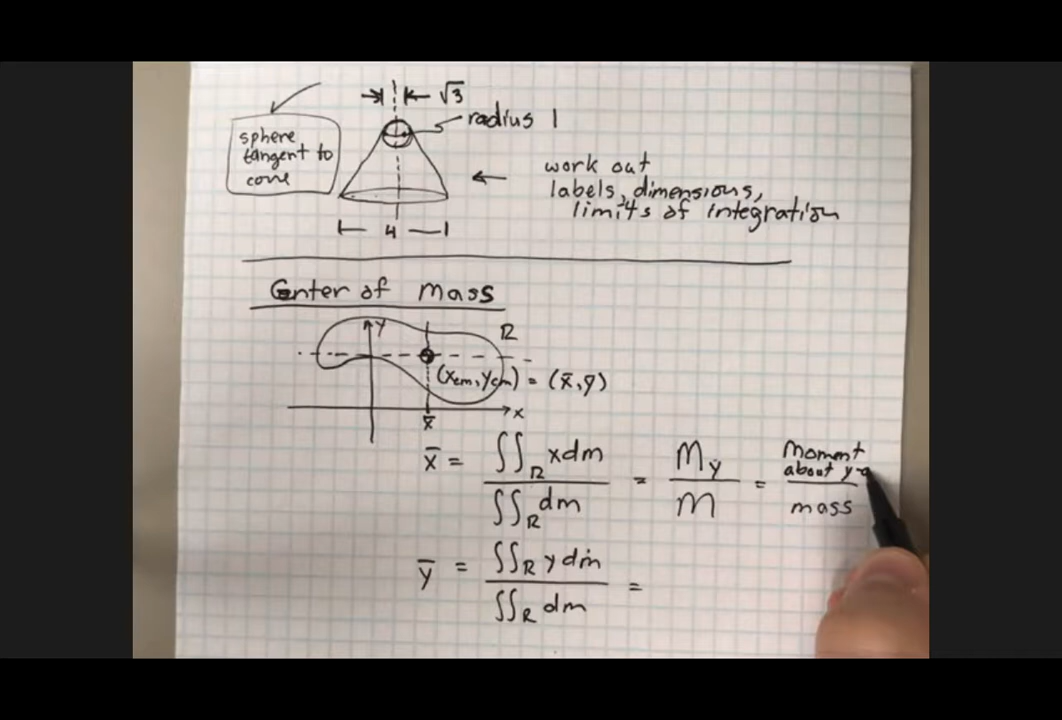 √3
radius 1
sphere
tangent to
cone
work out
labels, dimensions,
limits of integration
4
Center of mass
y
R
(xcm, ycm) = (x̄, ȳ)
x
x̄
x̄ = ∬R x dm / ∬R dm = My / M = Moment about y-a / mass
ȳ = ∬R y dm / ∬R dm =